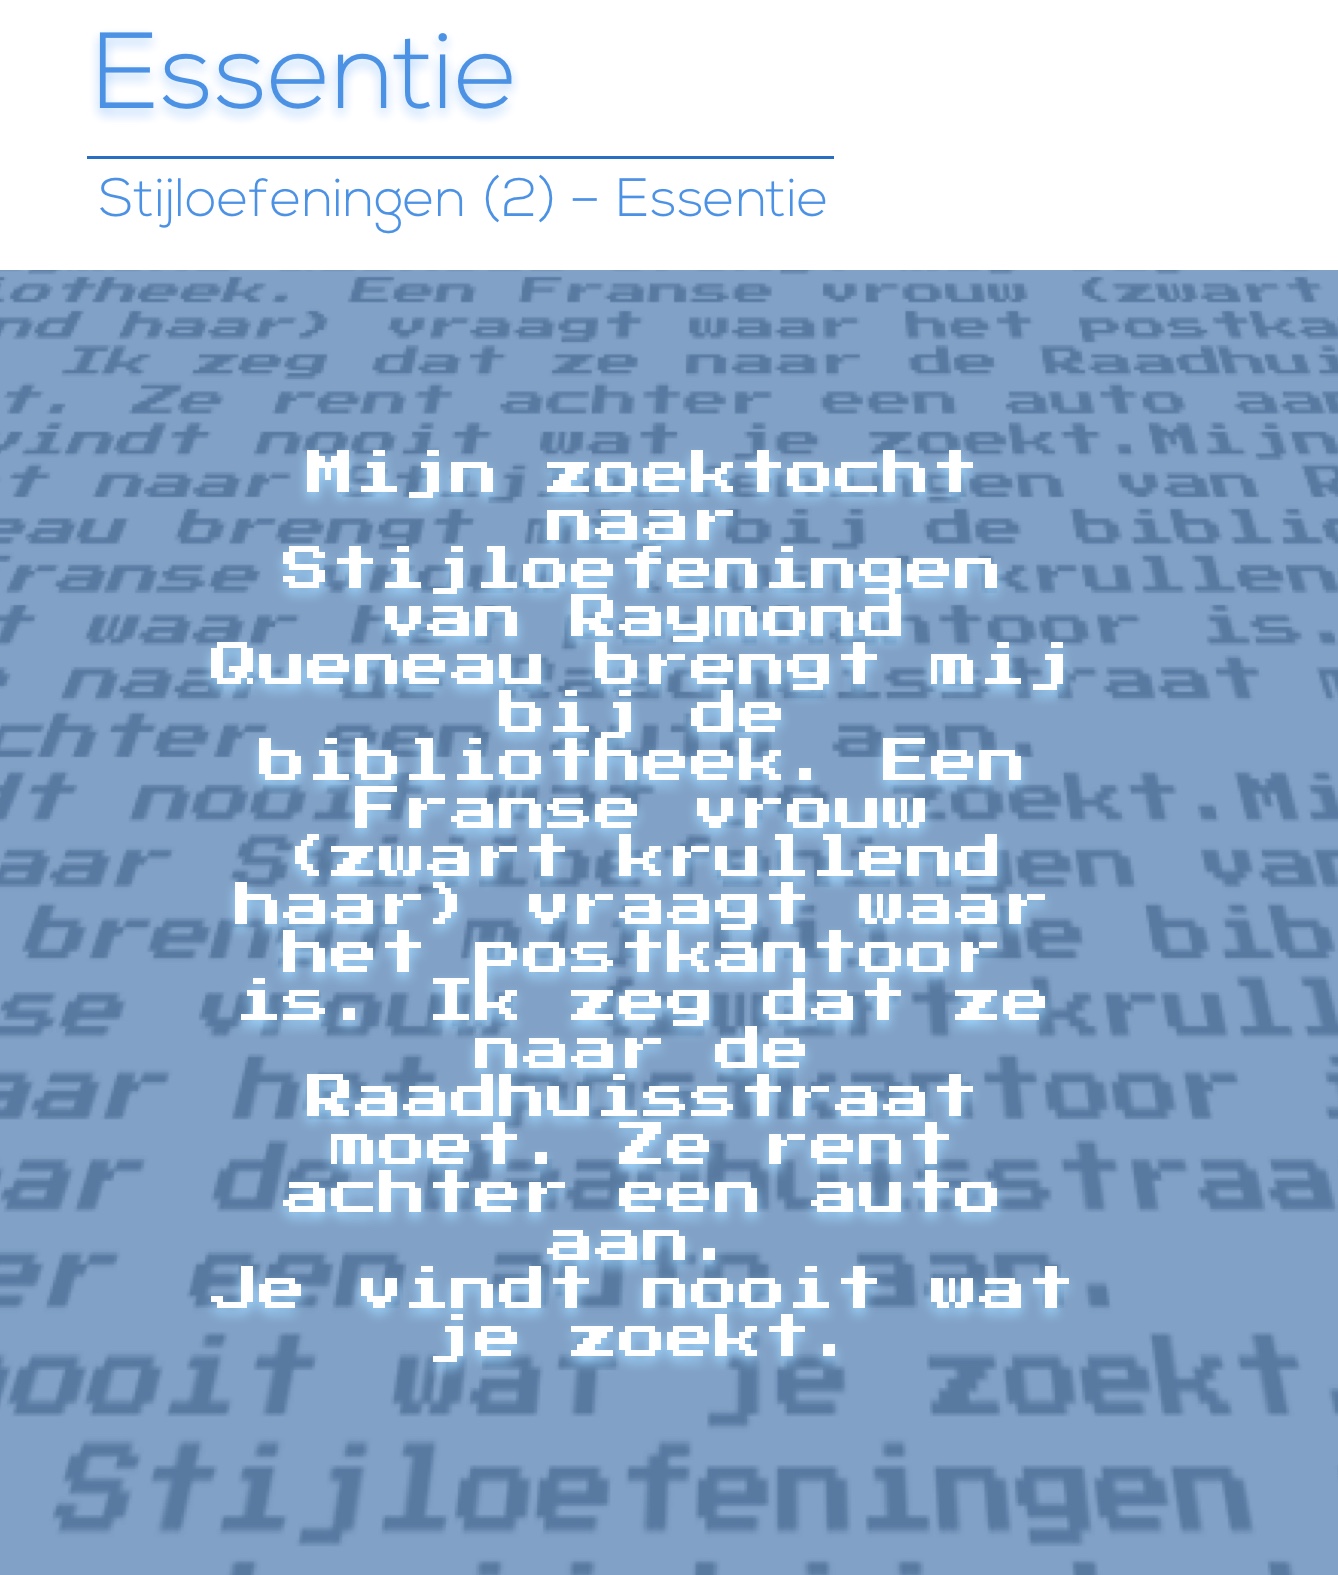 Essentie
Stijloefeningen (2) – Essentie
Mijn zoektocht
naar
Stijloefeningen
van Raymond
Queneau brengt mij
bij de
bibliotheek. Een
Franse vrouw
(zwart krullend
haar) vraagt waar
het postkantoor
is. Ik zeg dat ze
naar de
Raadhuisstraat
moet. Ze rent
achter een auto
aan.
Je vindt nooit wat
je zoekt.